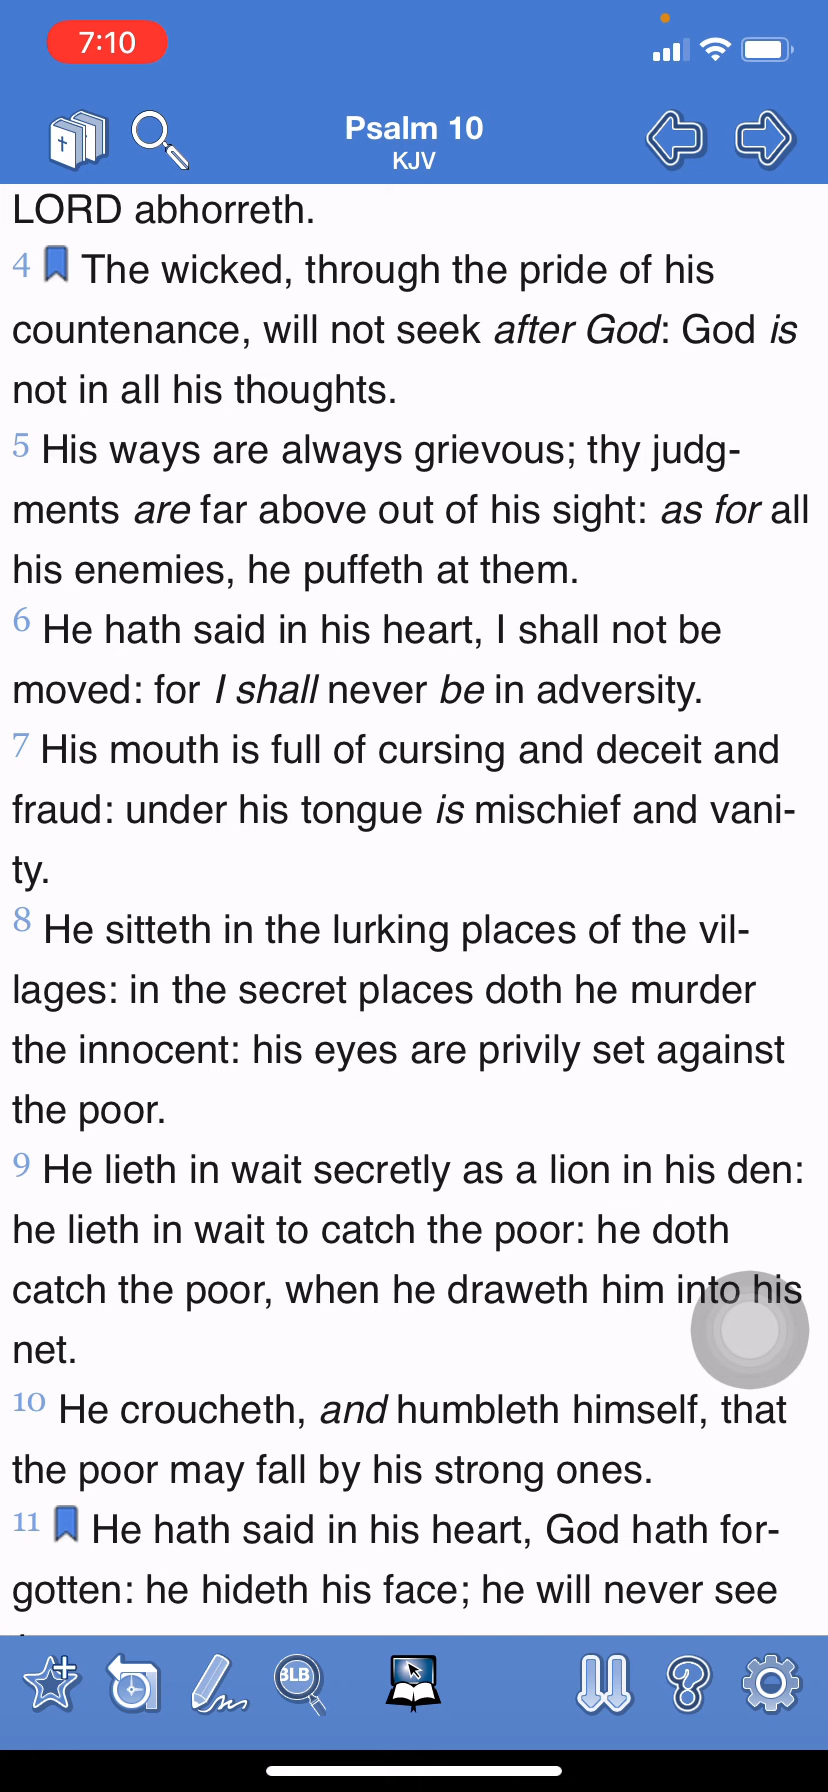 7:10
Psalm 10
KJV
LORD abhorreth.
4 The wicked, through the pride of his
countenance, will not seek after God: God is
not in all his thoughts.
5 His ways are always grievous; thy judg-
ments are far above out of his sight: as for all
his enemies, he puffeth at them.
6 He hath said in his heart, I shall not be
moved: for I shall never be in adversity.
7 His mouth is full of cursing and deceit and
fraud: under his tongue is mischief and vani-
ty.
8 He sitteth in the lurking places of the vil-
lages: in the secret places doth he murder
the innocent: his eyes are privily set against
the poor.
9 He lieth in wait secretly as a lion in his den:
he lieth in wait to catch the poor: he doth
catch the poor, when he draweth him into his
net.
10 He croucheth, and humbleth himself, that
the poor may fall by his strong ones.
11 He hath said in his heart, God hath for-
gotten: he hideth his face; he will never see
BLB